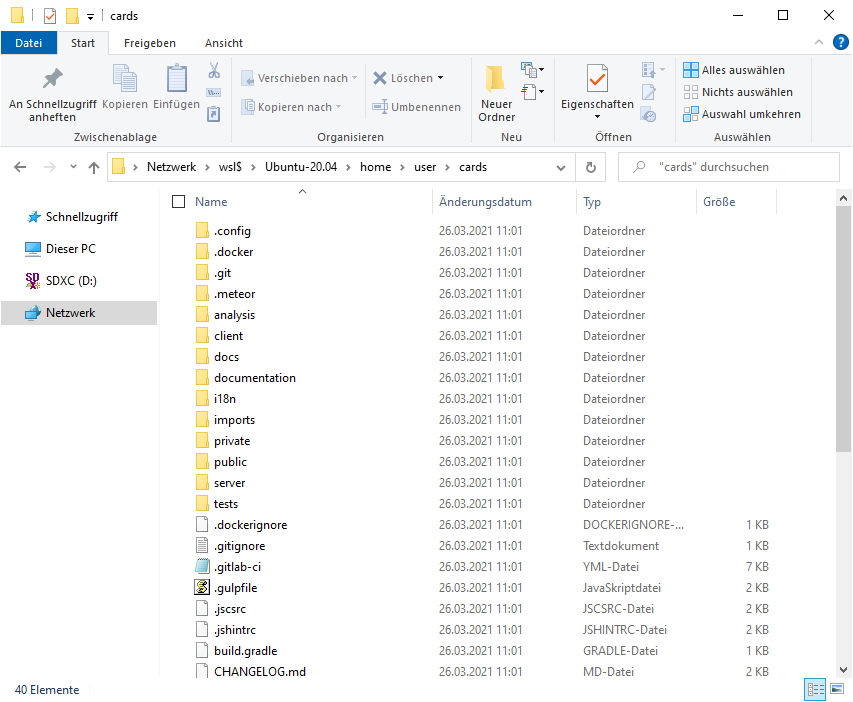 cards
Datei Start Freigeben Ansicht
An Schnellzugriff anheften Kopieren Einfügen
Verschieben nach
Kopieren nach
Löschen
Umbenennen
Neuer Ordner
Eigenschaften
Alles auswählen
Nichts auswählen
Auswahl umkehren
Zwischenablage Organisieren Neu Öffnen Auswählen
Netzwerk > wsl$ > Ubuntu-20.04 > home > user > cards
"cards" durchsuchen
Schnellzugriff
Dieser PC
SDXC (D:)
Netzwerk
Name Änderungsdatum Typ Größe
.config 26.03.2021 11:01 Dateiordner
.docker 26.03.2021 11:01 Dateiordner
.git 26.03.2021 11:01 Dateiordner
.meteor 26.03.2021 11:01 Dateiordner
analysis 26.03.2021 11:01 Dateiordner
client 26.03.2021 11:01 Dateiordner
docs 26.03.2021 11:01 Dateiordner
documentation 26.03.2021 11:01 Dateiordner
i18n 26.03.2021 11:01 Dateiordner
imports 26.03.2021 11:01 Dateiordner
private 26.03.2021 11:01 Dateiordner
public 26.03.2021 11:01 Dateiordner
server 26.03.2021 11:01 Dateiordner
tests 26.03.2021 11:01 Dateiordner
.dockerignore 26.03.2021 11:01 DOCKERIGNORE-... 1 KB
.gitignore 26.03.2021 11:01 Textdokument 1 KB
.gitlab-ci 26.03.2021 11:01 YML-Datei 7 KB
.gulpfile 26.03.2021 11:01 JavaSkriptdatei 2 KB
.jscsrc 26.03.2021 11:01 JSCSRC-Datei 2 KB
.jshintrc 26.03.2021 11:01 JSHINTRC-Datei 2 KB
build.gradle 26.03.2021 11:01 GRADLE-Datei 2 KB
CHANGELOG.md 26.03.2021 11:01 MD-Datei 2 KB
40 Elemente